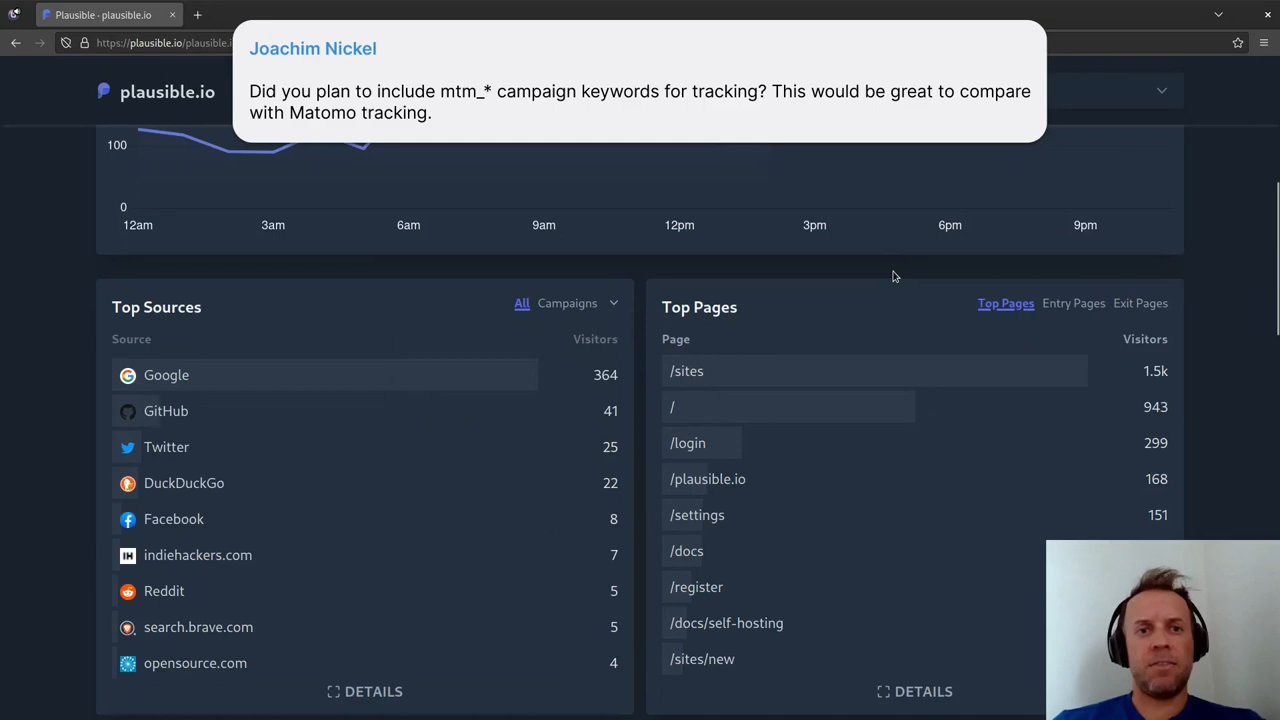 Plausible - plausible.io
https://plausible.io/plausible.i
Joachim Nickel
Did you plan to include mtm_* campaign keywords for tracking? This would be great to compare
with Matomo tracking.
plausible.io
100
0
12am 3am 6am 9am 12pm 3pm 6pm 9pm
Top Sources All Campaigns
Source Visitors
Google 364
GitHub 41
Twitter 25
DuckDuckGo 22
Facebook 8
indiehackers.com 7
Reddit 5
search.brave.com 5
opensource.com 4
DETAILS
Top Pages Top Pages Entry Pages Exit Pages
Page Visitors
/sites 1.5k
/ 943
/login 299
/plausible.io 168
/settings 151
/docs
/register
/docs/self-hosting
/sites/new
DETAILS